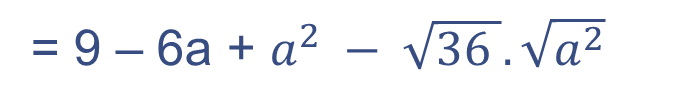 = 9 – 6a + a² − √36 . √a²